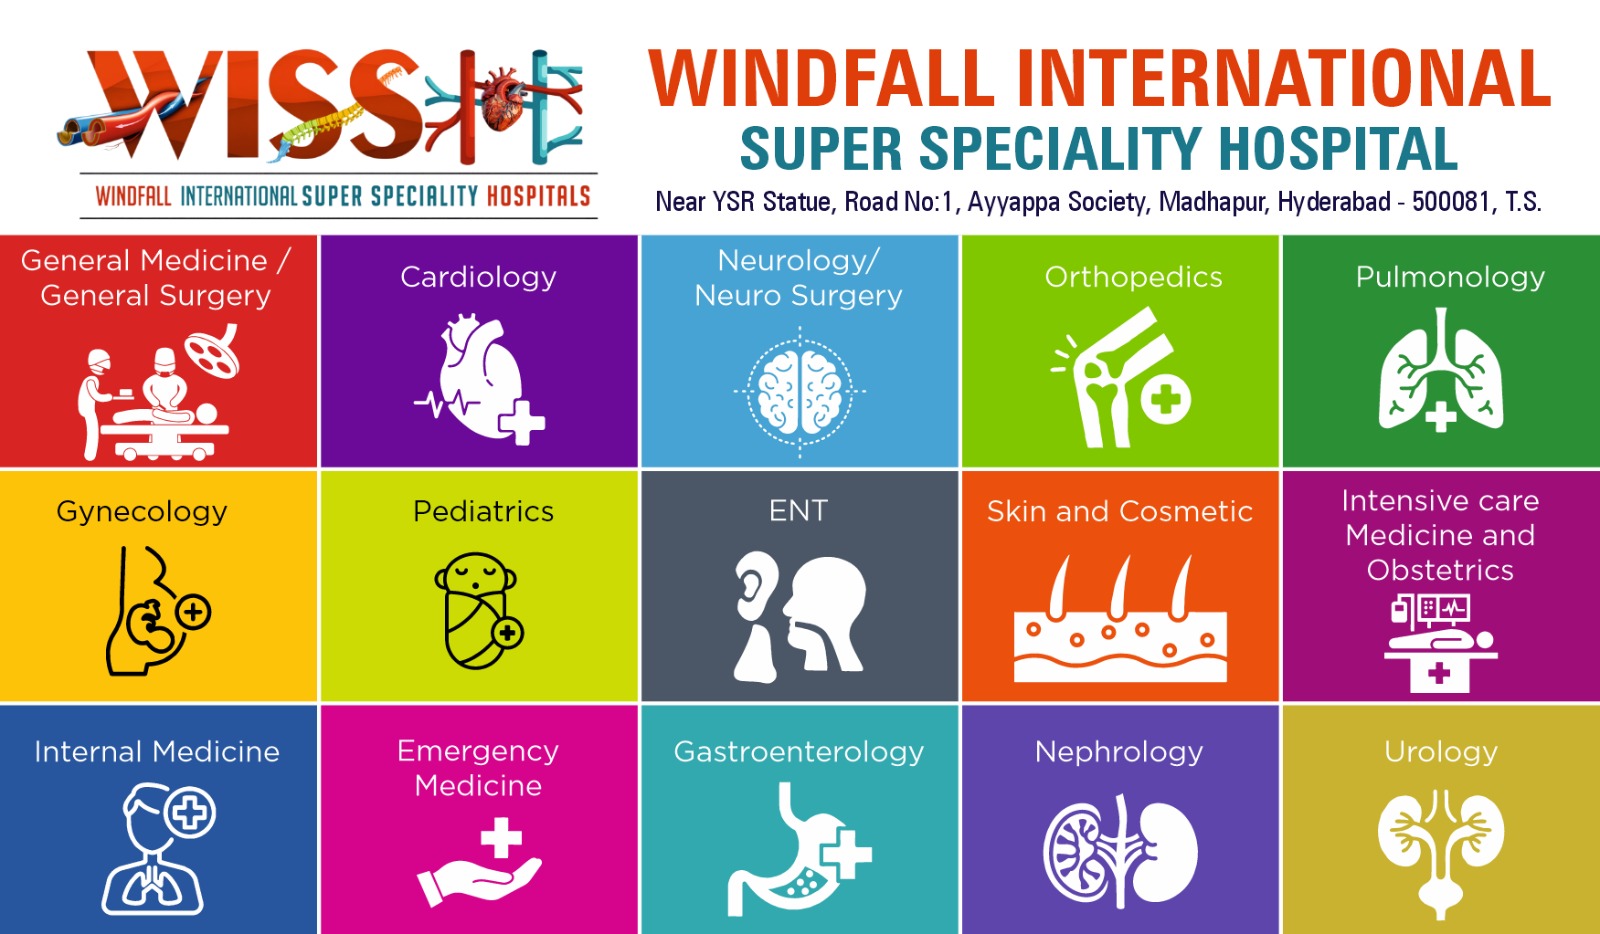 WISSH
WINDFALL INTERNATIONAL SUPER SPECIALITY HOSPITALS
WINDFALL INTERNATIONAL
SUPER SPECIALITY HOSPITAL
Near YSR Statue, Road No:1, Ayyappa Society, Madhapur, Hyderabad - 500081, T.S.
General Medicine /
General Surgery
Cardiology
Neurology/
Neuro Surgery
Orthopedics
Pulmonology
Gynecology
Pediatrics
ENT
Skin and Cosmetic
Intensive care
Medicine and
Obstetrics
Internal Medicine
Emergency
Medicine
Gastroenterology
Nephrology
Urology